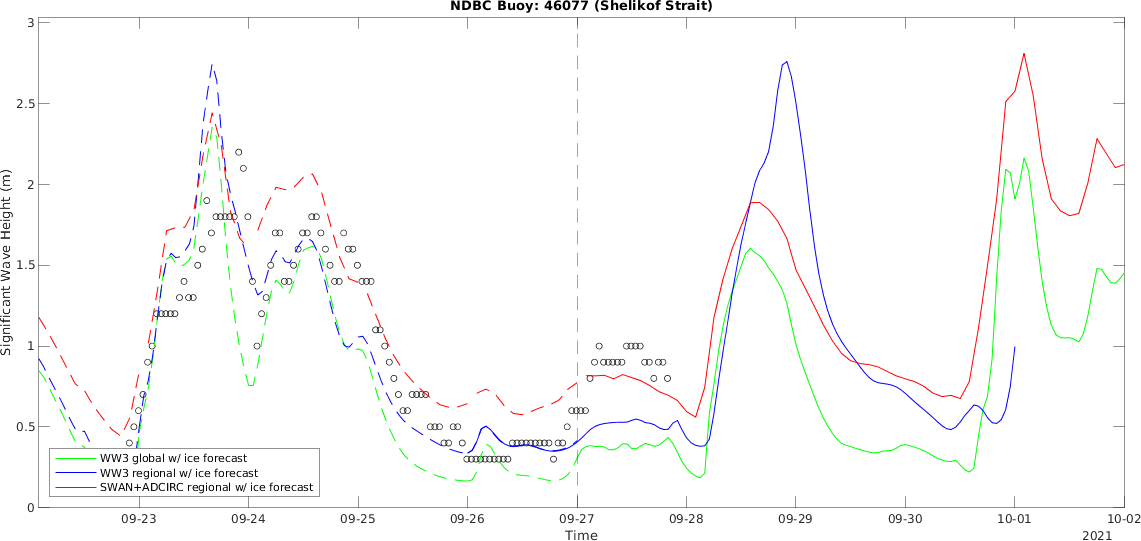 NDBC Buoy: 46077 (Shelikof Strait)
3
2.5
2
1.5
1
0.5
0
Significant Wave Height (m)
WW3 global w/ ice forecast
WW3 regional w/ ice forecast
SWAN+ADCIRC regional w/ ice forecast
09-23 09-24 09-25 09-26 09-27 09-28 09-29 09-30 10-01 10-02
Time
2021